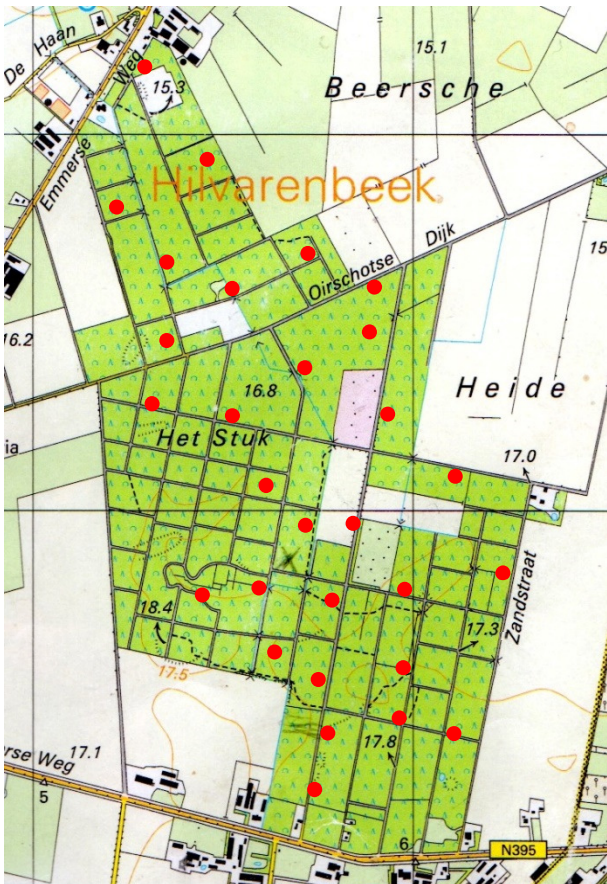 De Haan
Weg
15.1
15.3
Beersche
Emmerse
Hilvarenbeek
Oirschotse Dijk
15
16.2
16.8
Heide
Het Stuk
ia
17.0
Zandstraat
18.4
17.3
17.5
17.8
rse Weg
17.1
5
6
N395